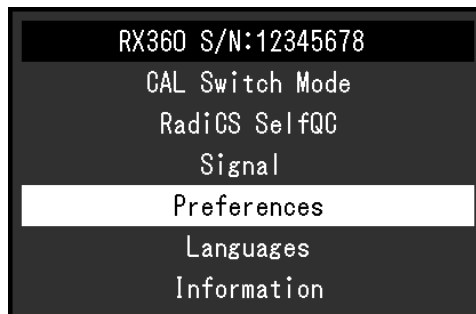 RX360 S/N:12345678
CAL Switch Mode
RadiCS SelfQC
Signal
Preferences
Languages
Information